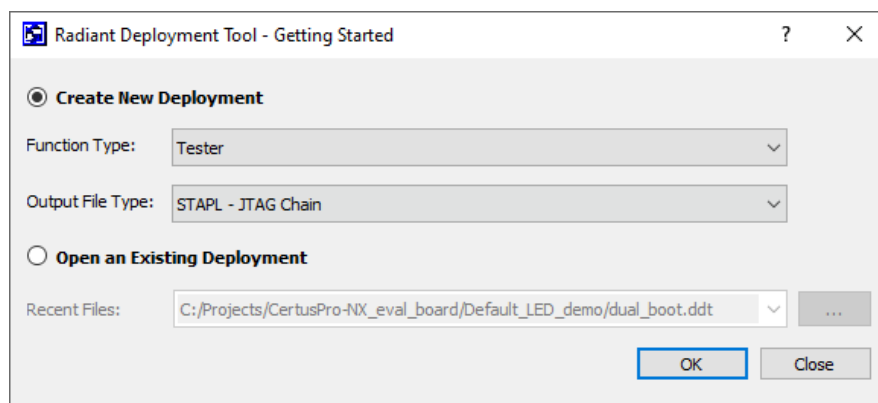 Radiant Deployment Tool - Getting Started
?
Create New Deployment
Function Type: Tester
Output File Type: STAPL - JTAG Chain
Open an Existing Deployment
Recent Files: C:/Projects/CertusPro-NX_eval_board/Default_LED_demo/dual_boot.ddt ...
OK Close